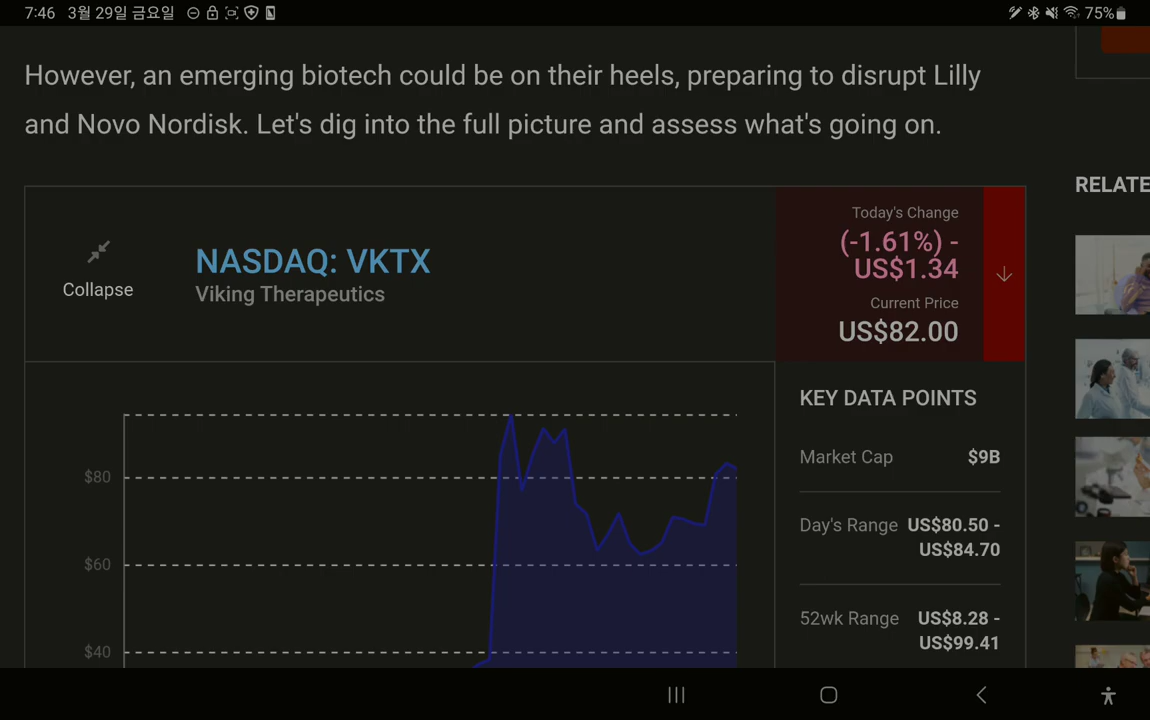 7:46 3월 29일 금요일
75%
However, an emerging biotech could be on their heels, preparing to disrupt Lilly
and Novo Nordisk. Let's dig into the full picture and assess what's going on.
RELATE
Collapse
NASDAQ: VKTX
Viking Therapeutics
Today's Change
(-1.61%) -
US$1.34
Current Price
US$82.00
$80
$60
$40
KEY DATA POINTS
Market Cap $9B
Day's Range US$80.50 -
US$84.70
52wk Range US$8.28 -
US$99.41